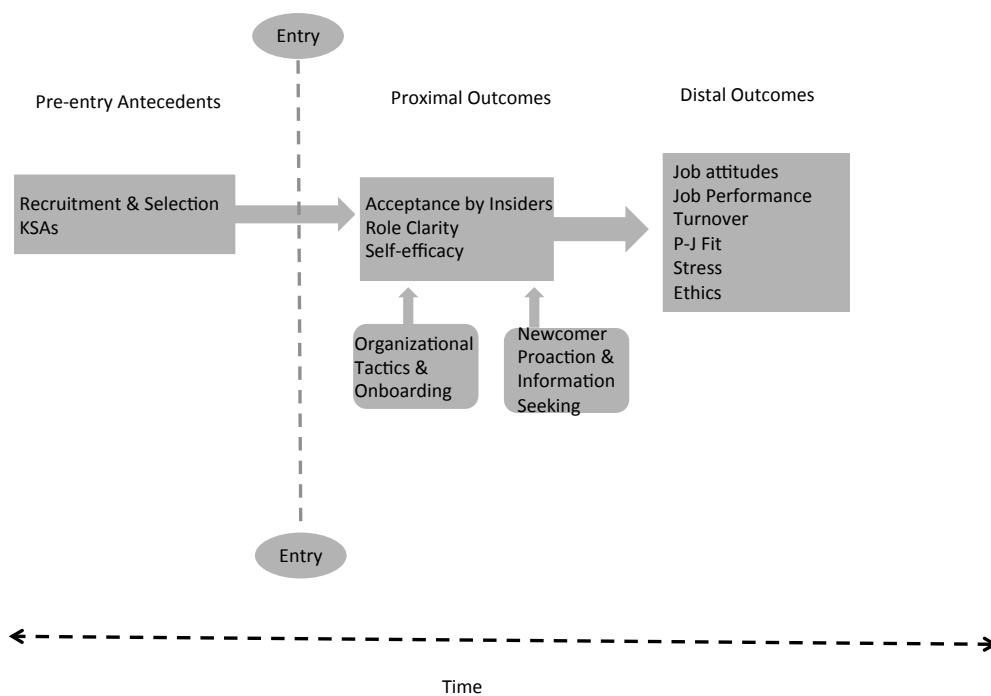 Entry
Pre-entry Antecedents
Proximal Outcomes
Distal Outcomes
Recruitment & Selection
KSAs
Acceptance by Insiders
Role Clarity
Self-efficacy
Job attitudes
Job Performance
Turnover
P-J Fit
Stress
Ethics
Organizational
Tactics &
Onboarding
Newcomer
Proaction &
Information
Seeking
Entry
Time